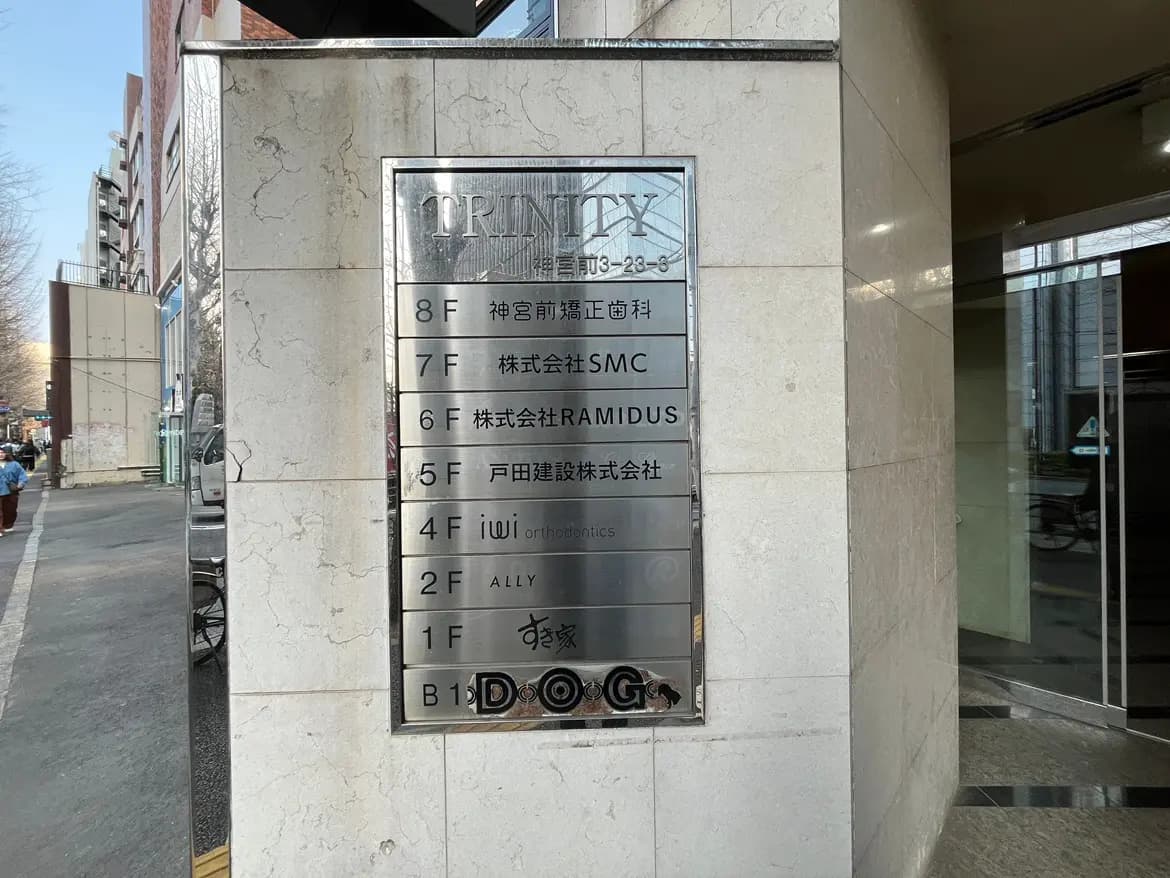 TRINITY
神宮前3-23-3
8F 神宮前矯正歯科
7F 株式会社SMC
6F 株式会社RAMIDUS
5F 戸田建設株式会社
4F iwi orthodontics
2F ALLY
1F すき家
B1 DOG